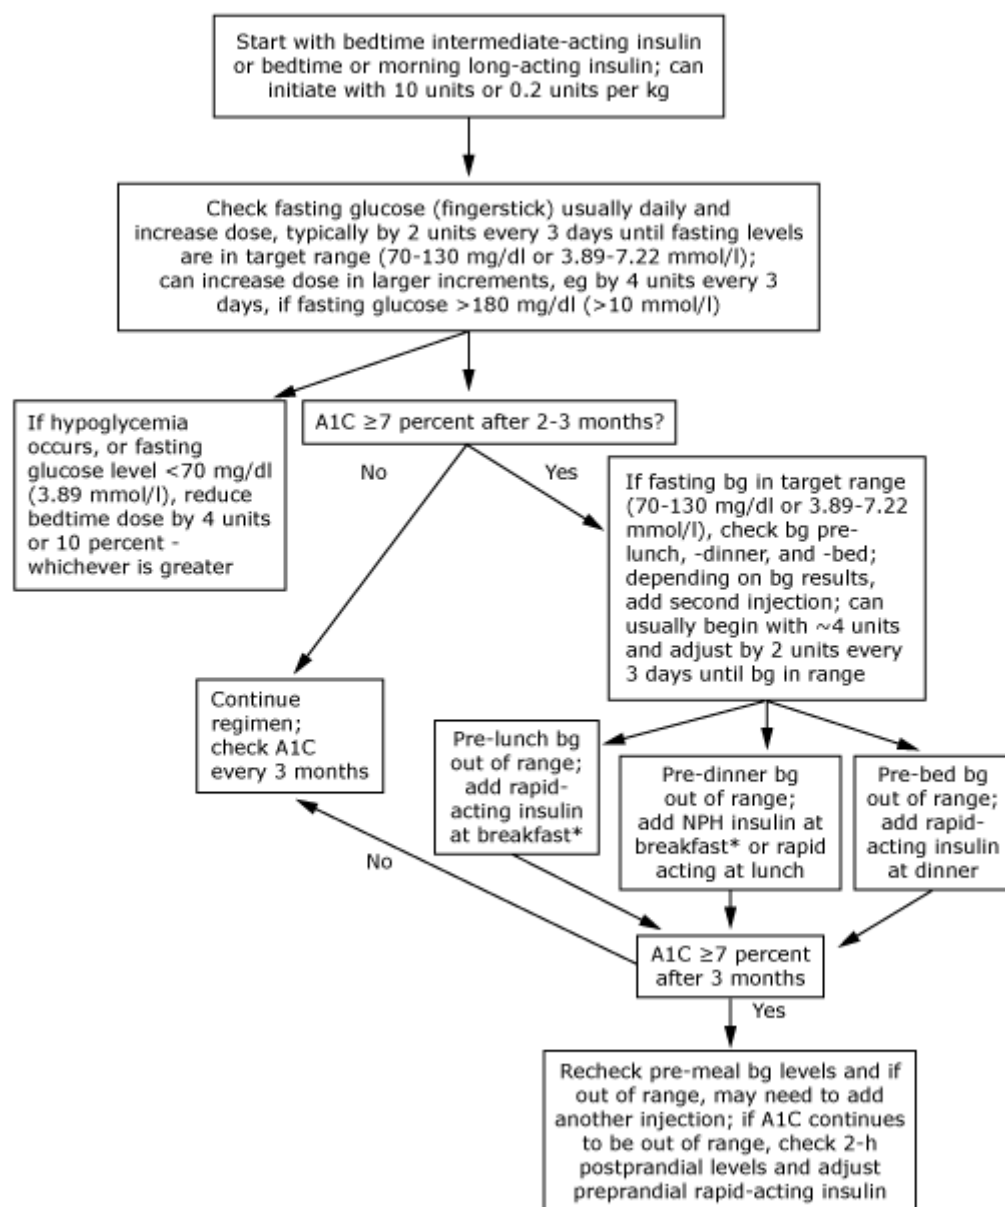 Start with bedtime intermediate-acting insulin
or bedtime or morning long-acting insulin; can
initiate with 10 units or 0.2 units per kg
Check fasting glucose (fingerstick) usually daily and
increase dose, typically by 2 units every 3 days until fasting levels
are in target range (70-130 mg/dl or 3.89-7.22 mmol/l);
can increase dose in larger increments, eg by 4 units every 3
days, if fasting glucose >180 mg/dl (>10 mmol/l)
If hypoglycemia
occurs, or fasting
glucose level <70 mg/dl
(3.89 mmol/l), reduce
bedtime dose by 4 units
or 10 percent -
whichever is greater
A1C ≥7 percent after 2-3 months?
No
Yes
If fasting bg in target range
(70-130 mg/dl or 3.89-7.22
mmol/l), check bg pre-
lunch, -dinner, and -bed;
depending on bg results,
add second injection; can
usually begin with ~4 units
and adjust by 2 units every
3 days until bg in range
Continue
regimen;
check A1C
every 3 months
Pre-lunch bg
out of range;
add rapid-
acting insulin
at breakfast*
Pre-dinner bg
out of range;
add NPH insulin at
breakfast* or rapid
acting at lunch
Pre-bed bg
out of range;
add rapid-
acting insulin
at dinner
No
A1C ≥7 percent
after 3 months
Yes
Recheck pre-meal bg levels and if
out of range, may need to add
another injection; if A1C continues
to be out of range, check 2-h
postprandial levels and adjust
preprandial rapid-acting insulin